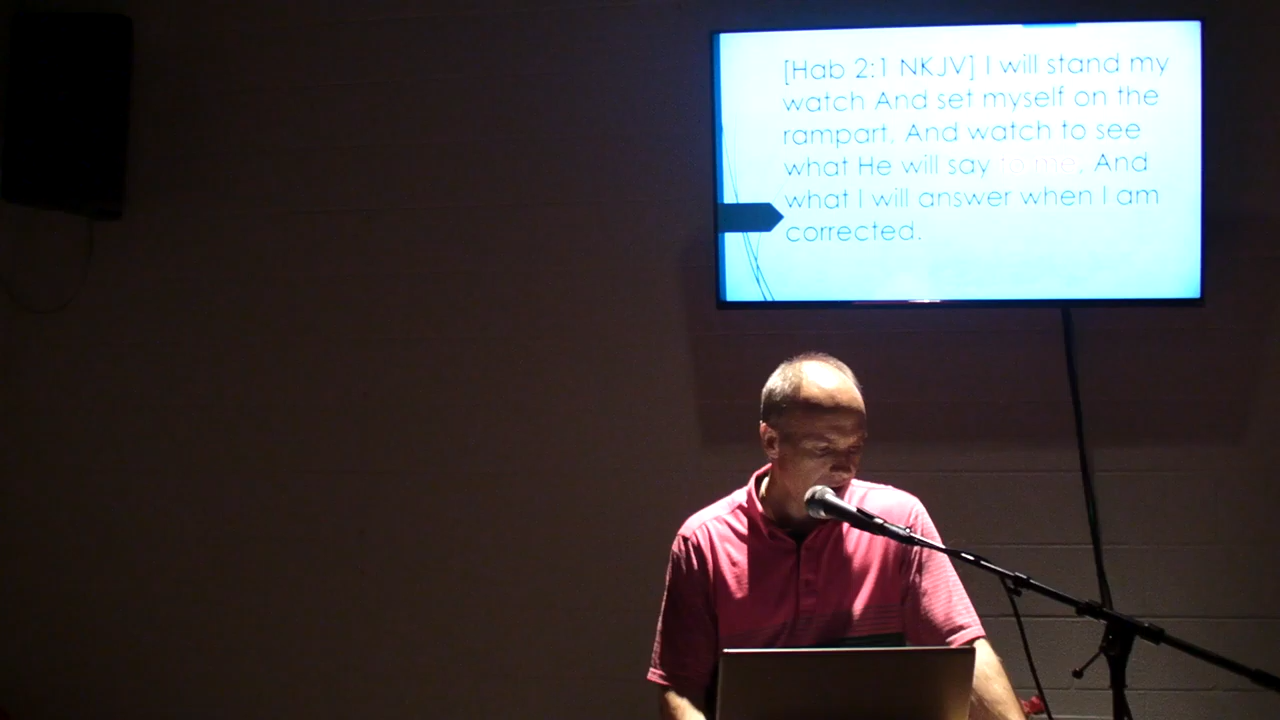 [Hab 2:1 NKJV] I will stand my
watch And set myself on the
rampart, And watch to see
what He will say to me, And
what I will answer when I am
corrected.